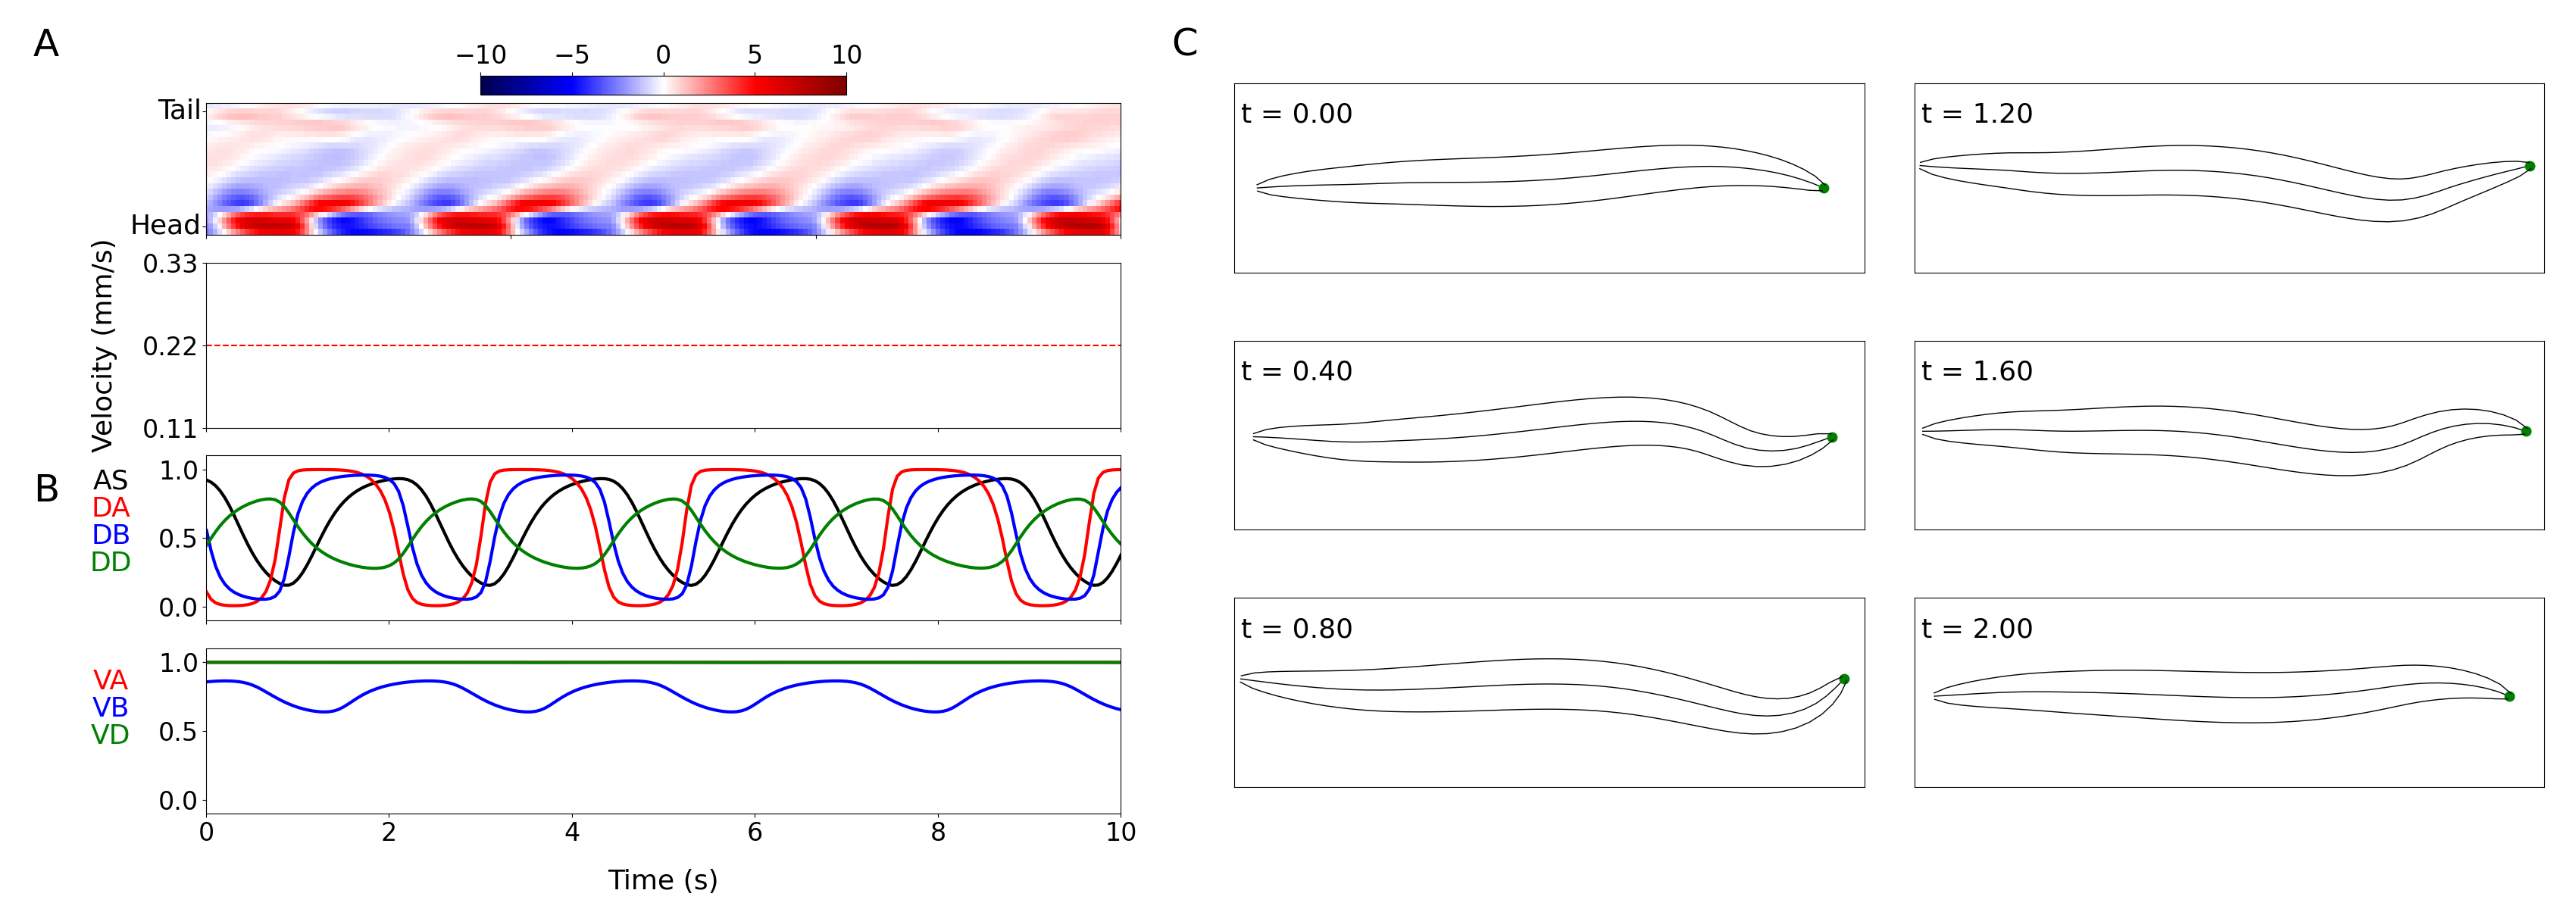 A
−10 −5 0 5 10
Tail
Head
Velocity (mm/s)
0.33
0.22
0.11
B
AS
DA
DB
DD
1.0
0.5
0.0
VA
VB
VD
1.0
0.5
0.0
0 2 4 6 8 10
Time (s)
C
t = 0.00
t = 1.20
t = 0.40
t = 1.60
t = 0.80
t = 2.00